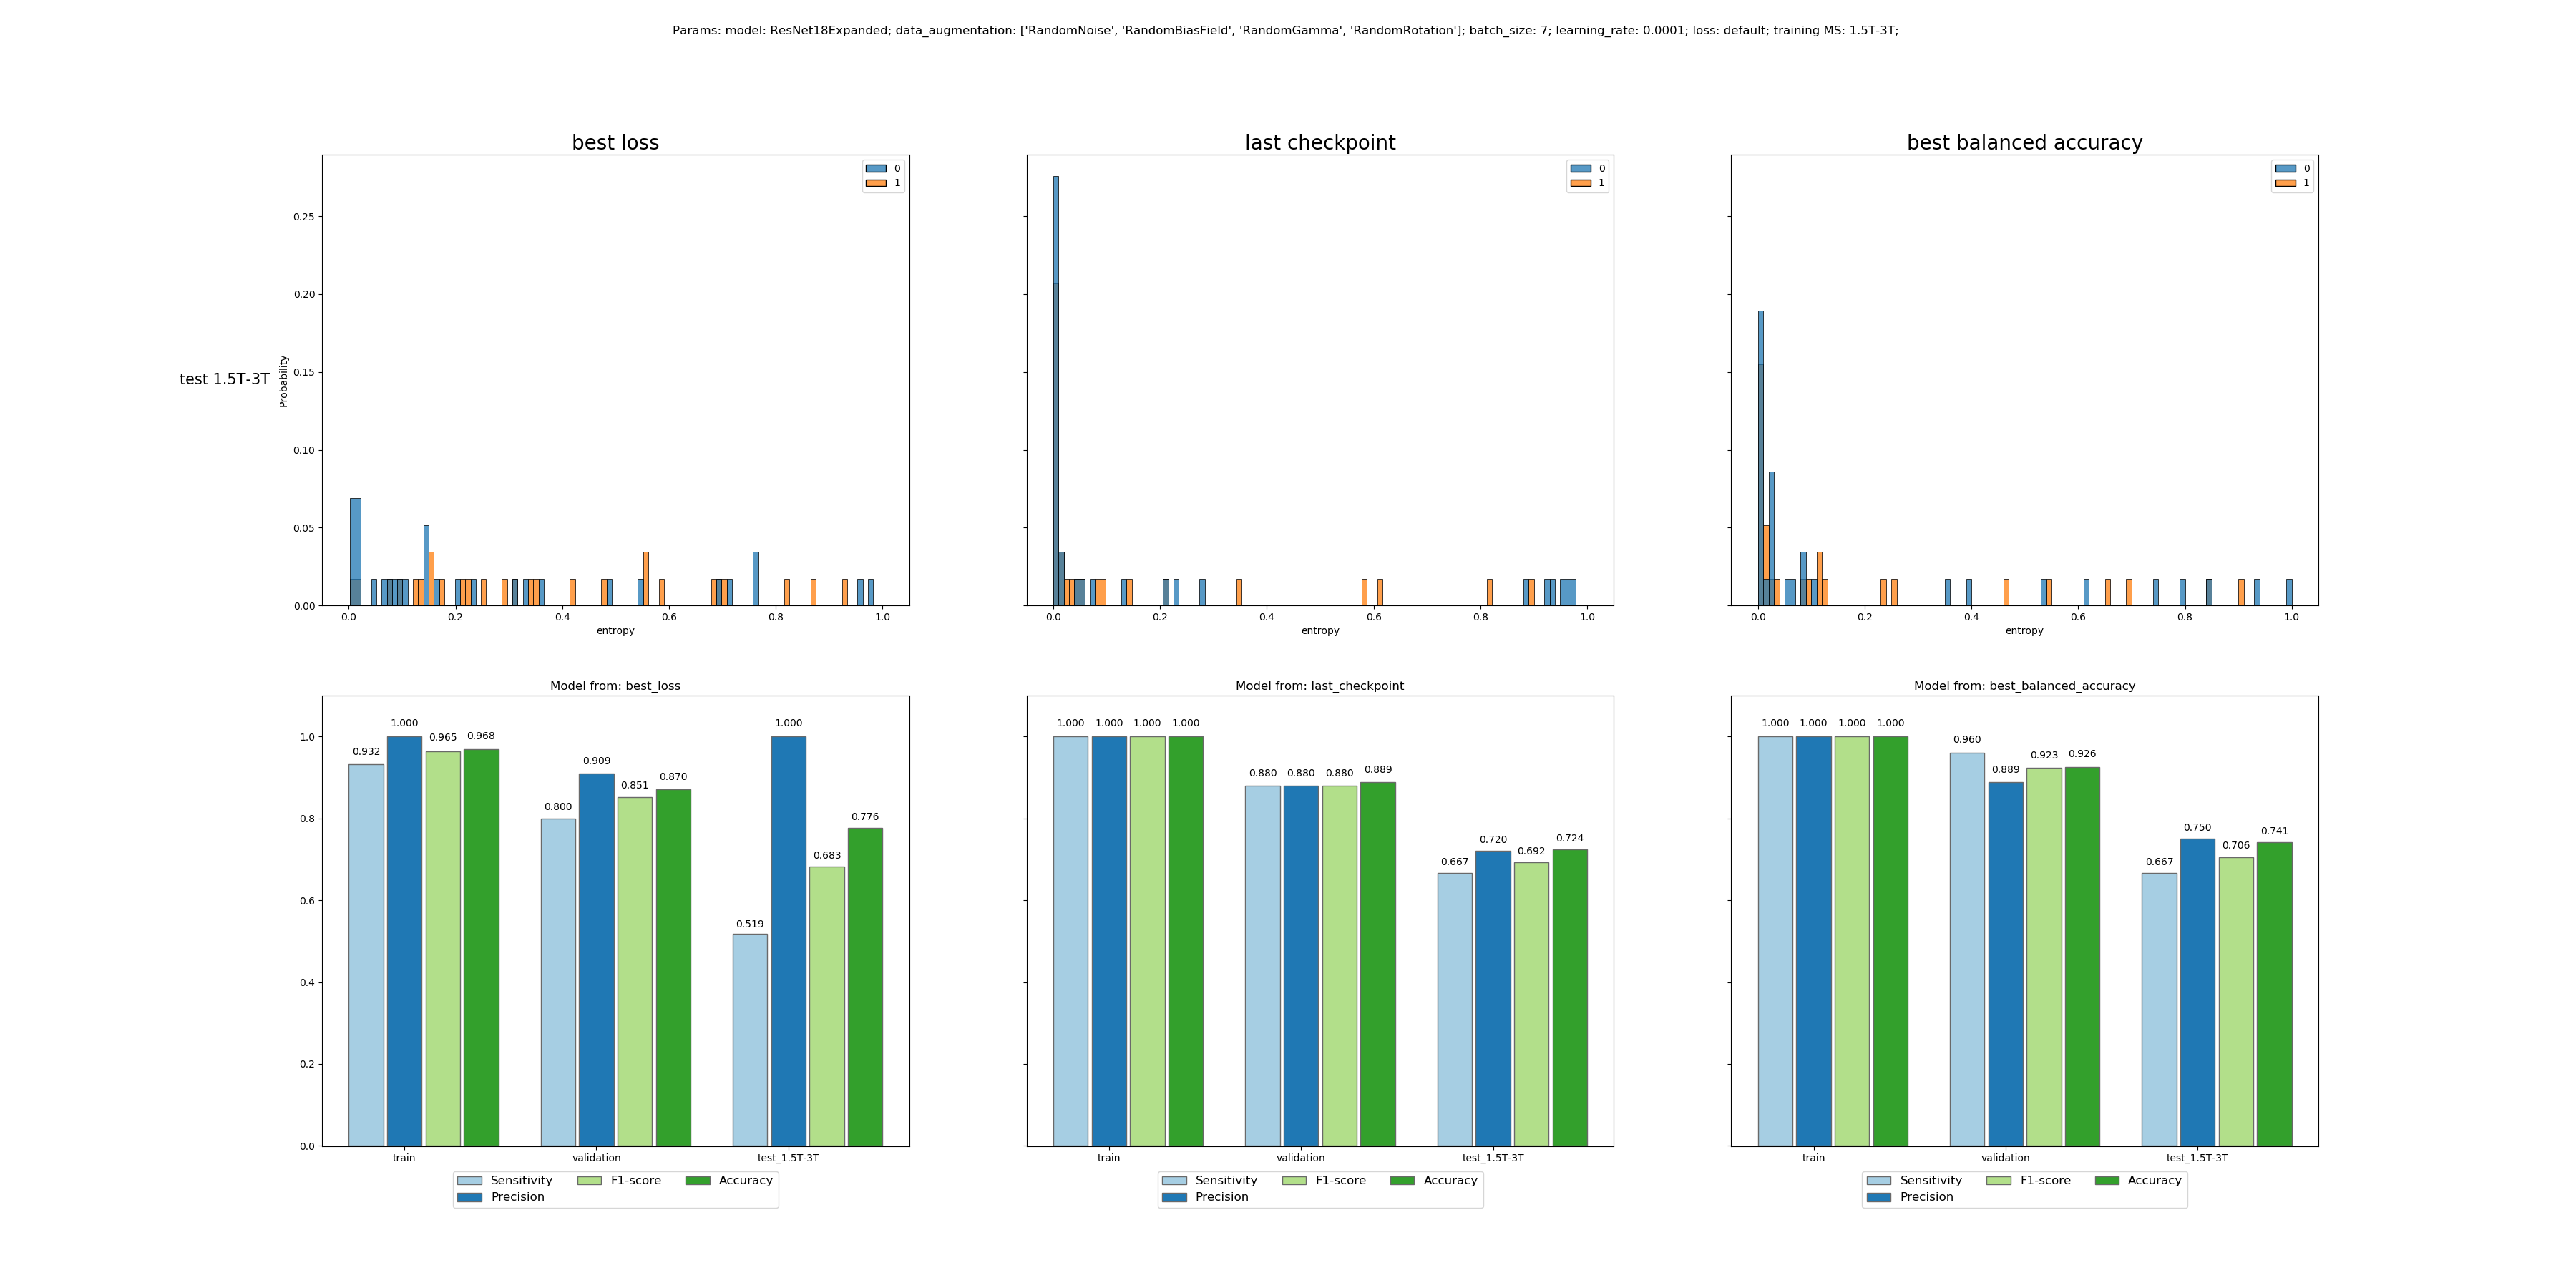 Params: model: ResNet18Expanded; data_augmentation: ['RandomNoise', 'RandomBiasField', 'RandomGamma', 'RandomRotation']; batch_size: 7; learning_rate: 0.0001; loss: default; training MS: 1.5T-3T;
best loss
last checkpoint
best balanced accuracy
test 1.5T-3T
Probability
0.25
0.20
0.15
0.10
0.05
0.00
0
1
0.0 0.2 0.4 0.6 0.8 1.0
entropy
0
1
0.0 0.2 0.4 0.6 0.8 1.0
entropy
0
1
0.0 0.2 0.4 0.6 0.8 1.0
entropy
Model from: best_loss
1.0
0.8
0.6
0.4
0.2
0.0
0.932 1.000 0.965 0.968
0.800 0.909 0.851 0.870
0.519 1.000 0.683 0.776
train validation test_1.5T-3T
Sensitivity F1-score Accuracy
Precision
Model from: last_checkpoint
1.000 1.000 1.000 1.000
0.880 0.880 0.880 0.889
0.667 0.720 0.692 0.724
train validation test_1.5T-3T
Sensitivity F1-score Accuracy
Precision
Model from: best_balanced_accuracy
1.000 1.000 1.000 1.000
0.960 0.889 0.923 0.926
0.667 0.750 0.706 0.741
train validation test_1.5T-3T
Sensitivity F1-score Accuracy
Precision